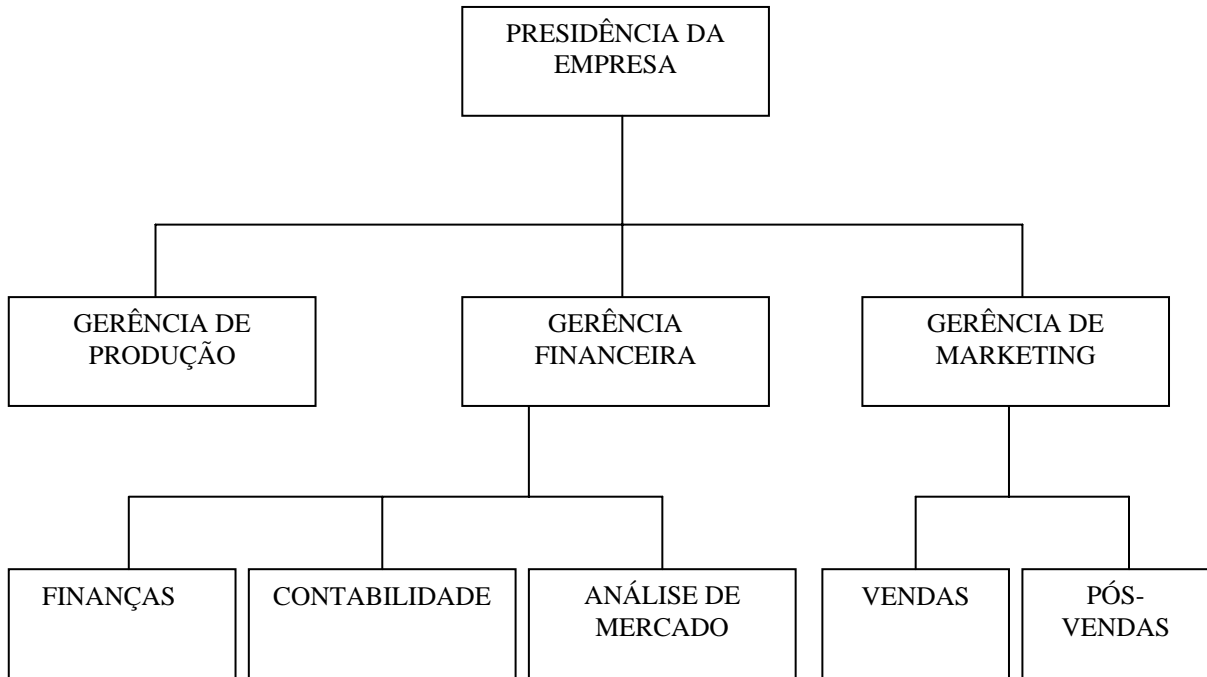 PRESIDÊNCIA DA
EMPRESA
GERÊNCIA DE
PRODUÇÃO
GERÊNCIA
FINANCEIRA
GERÊNCIA DE
MARKETING
FINANÇAS
CONTABILIDADE
ANÁLISE DE
MERCADO
VENDAS
PÓS-
VENDAS